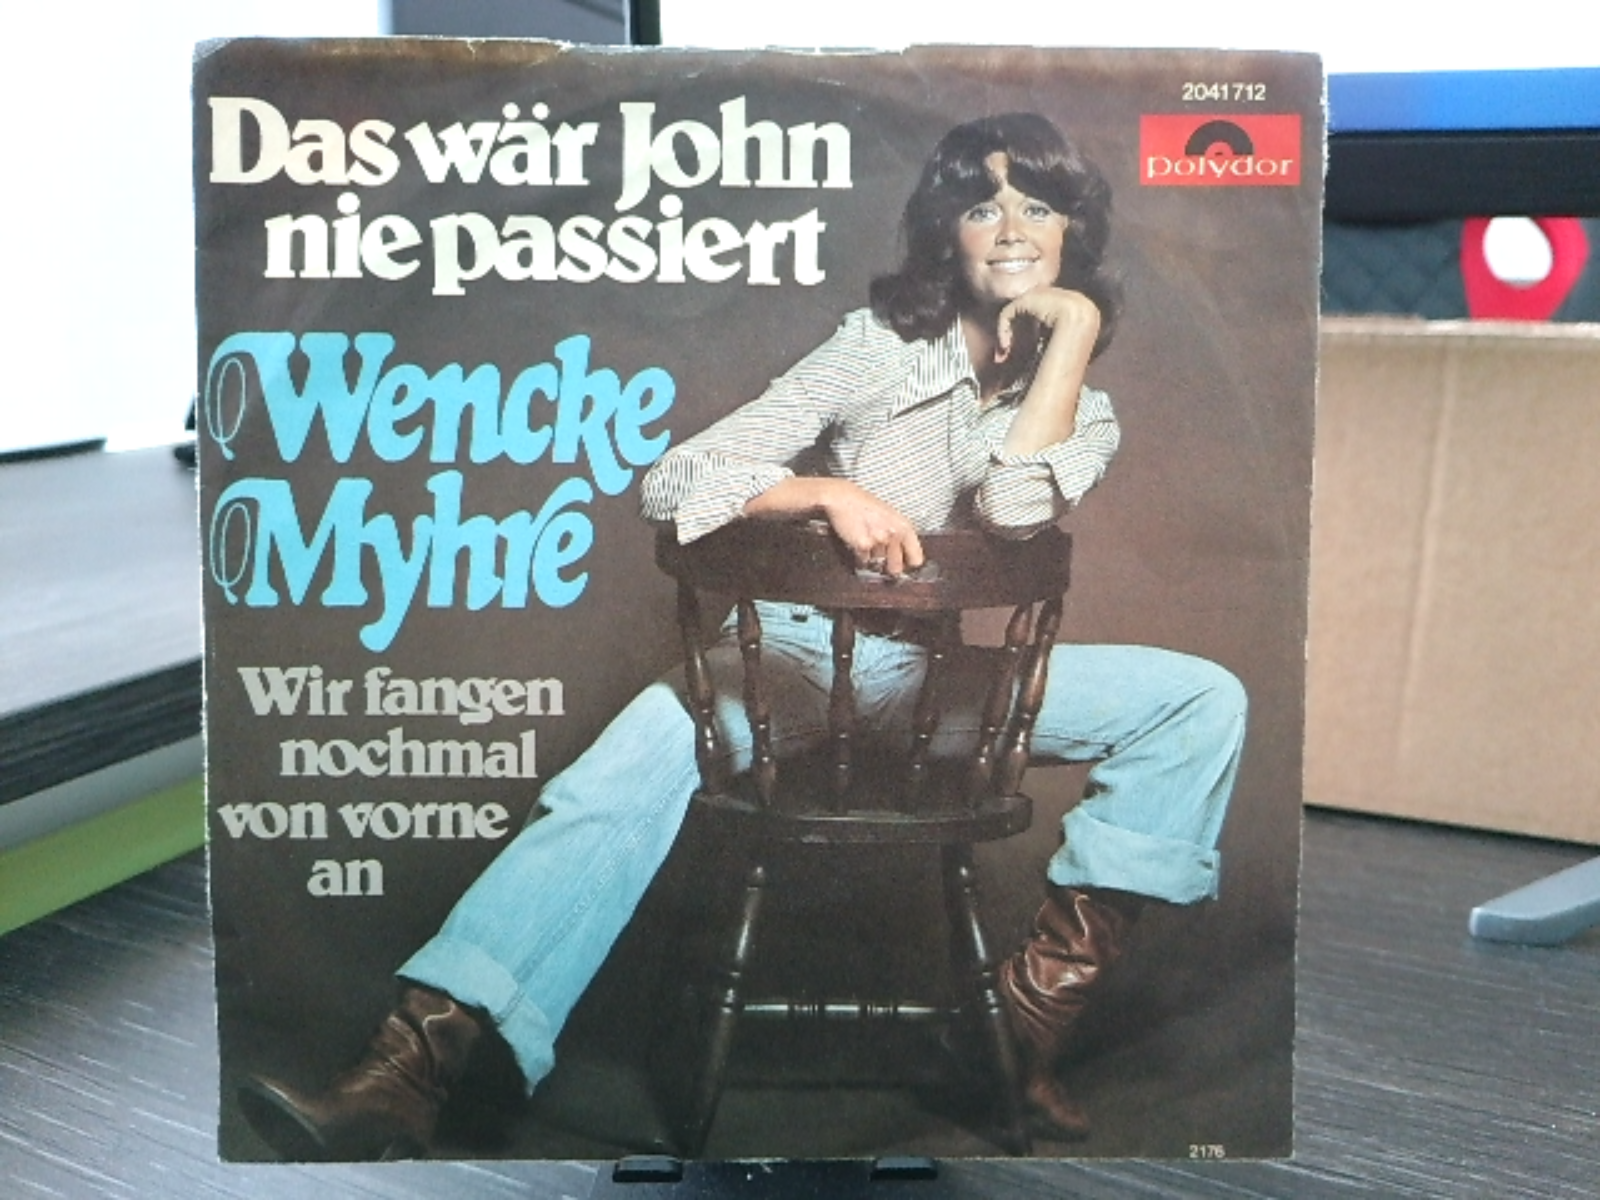 2041 712
Das wär John
nie passiert
polydor
Wencke
Myhre
Wir fangen
nochmal
von vorne
an
2176